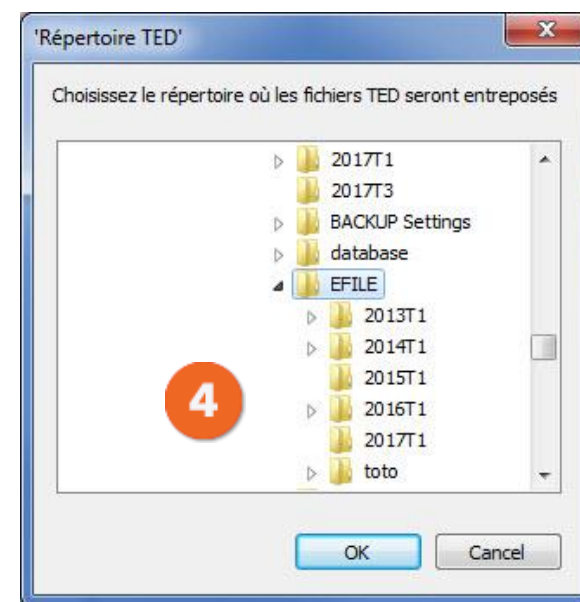 'Répertoire TED'
x
Choisissez le répertoire où les fichiers TED seront entreposés
2017T1
2017T3
BACKUP Settings
database
EFILE
2013T1
2014T1
2015T1
2016T1
2017T1
toto
4
OK Cancel